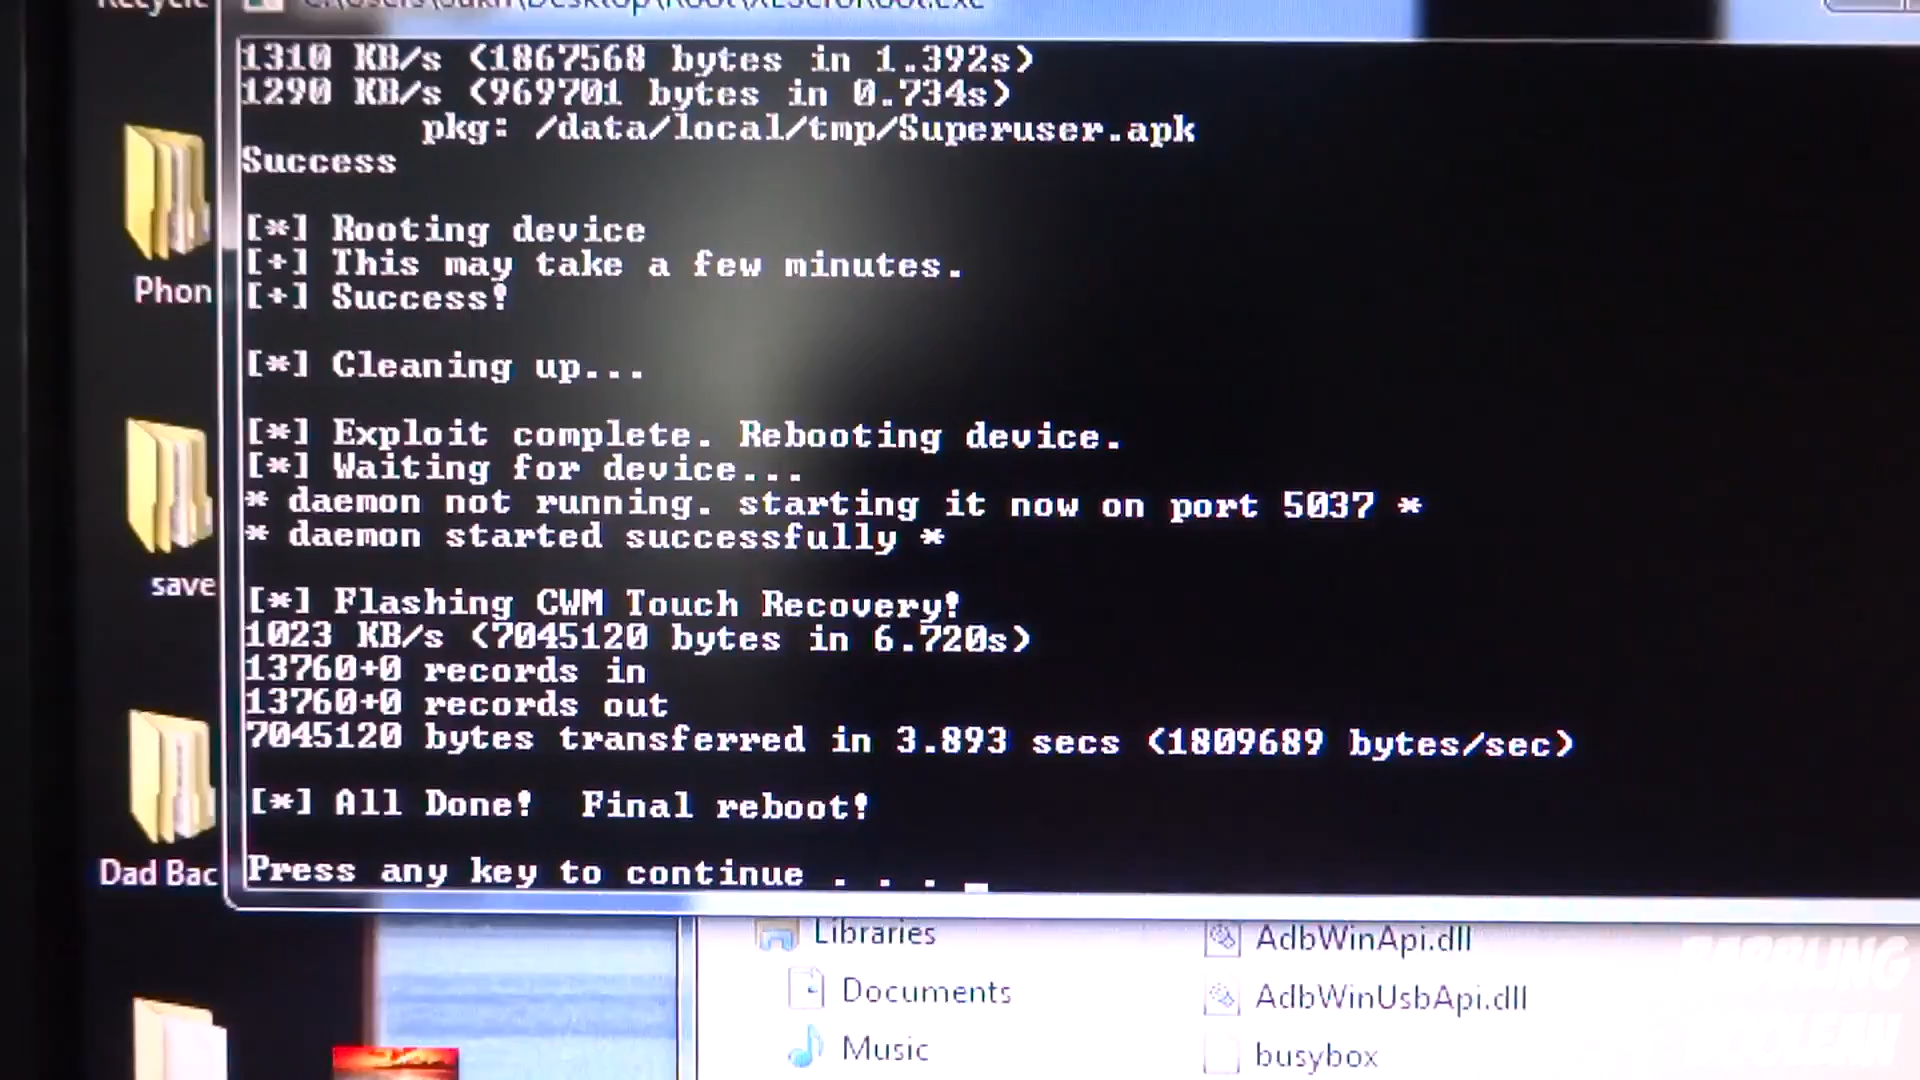 Recycle
1310 KB/s (1867568 bytes in 1.392s)
1290 KB/s (969701 bytes in 0.734s)
pkg: /data/local/tmp/Superuser.apk
Success
[*] Rooting device
[+] This may take a few minutes.
[+] Success!
[*] Cleaning up...
[*] Exploit complete. Rebooting device.
[*] Waiting for device...
* daemon not running. starting it now on port 5037 *
* daemon started successfully *
[*] Flashing CWM Touch Recovery!
1023 KB/s (7045120 bytes in 6.720s)
13760+0 records in
13760+0 records out
7045120 bytes transferred in 3.893 secs (1809689 bytes/sec)
[*] All Done!  Final reboot!
Press any key to continue . . .
Phon
save
Dad Bac
Libraries
Documents
Music
AdbWinApi.dll
AdbWinUsbApi.dll
busybox